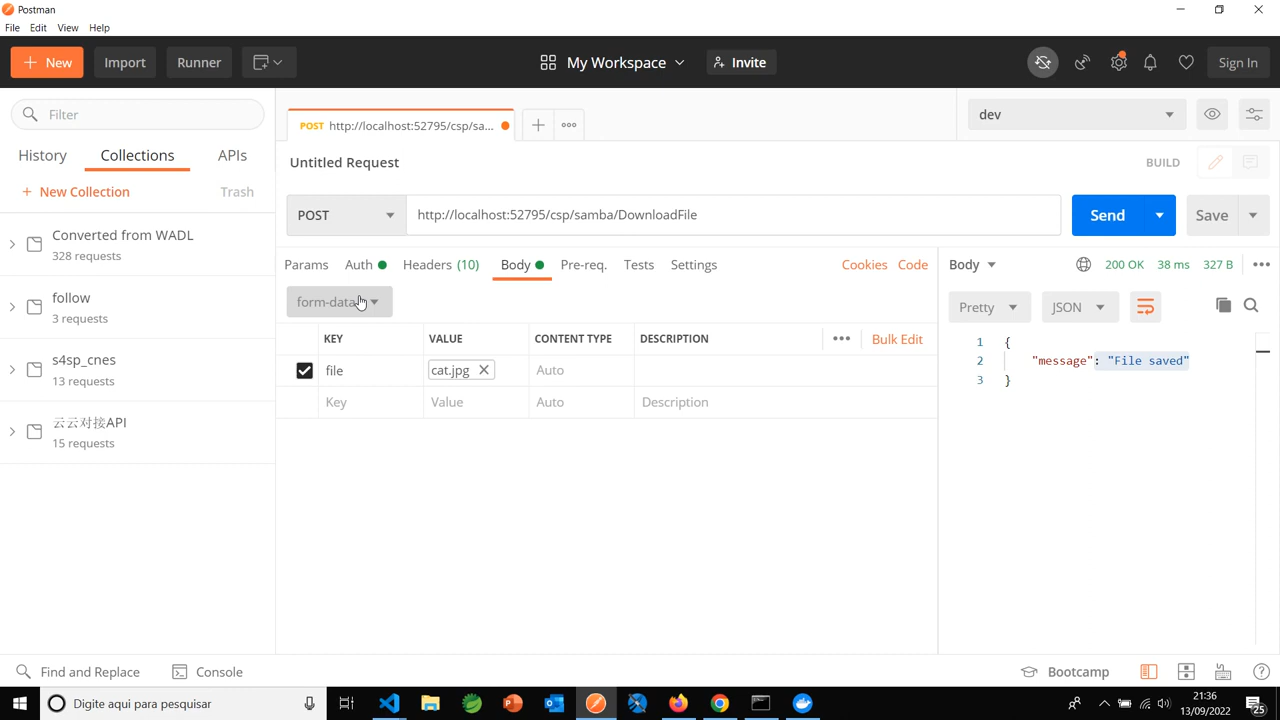 Postman
File Edit View Help
New Import Runner My Workspace Invite Sign In
Filter
History Collections APIs
+ New Collection Trash
Converted from WADL
328 requests
follow
3 requests
s4sp_cnes
13 requests
云云对接API
15 requests
POST http://localhost:52795/csp/sa... dev
Untitled Request BUILD
POST http://localhost:52795/csp/samba/DownloadFile Send Save
Params Auth Headers (10) Body Pre-req. Tests Settings Cookies Code
form-data
KEY VALUE CONTENT TYPE DESCRIPTION Bulk Edit
file cat.jpg Auto
Key Value Auto Description
Body 200 OK 38 ms 327 B
Pretty JSON
1 {
2 "message": "File saved"
3 }
Find and Replace Console Bootcamp
Digite aqui para pesquisar
21:36
13/09/2022
25